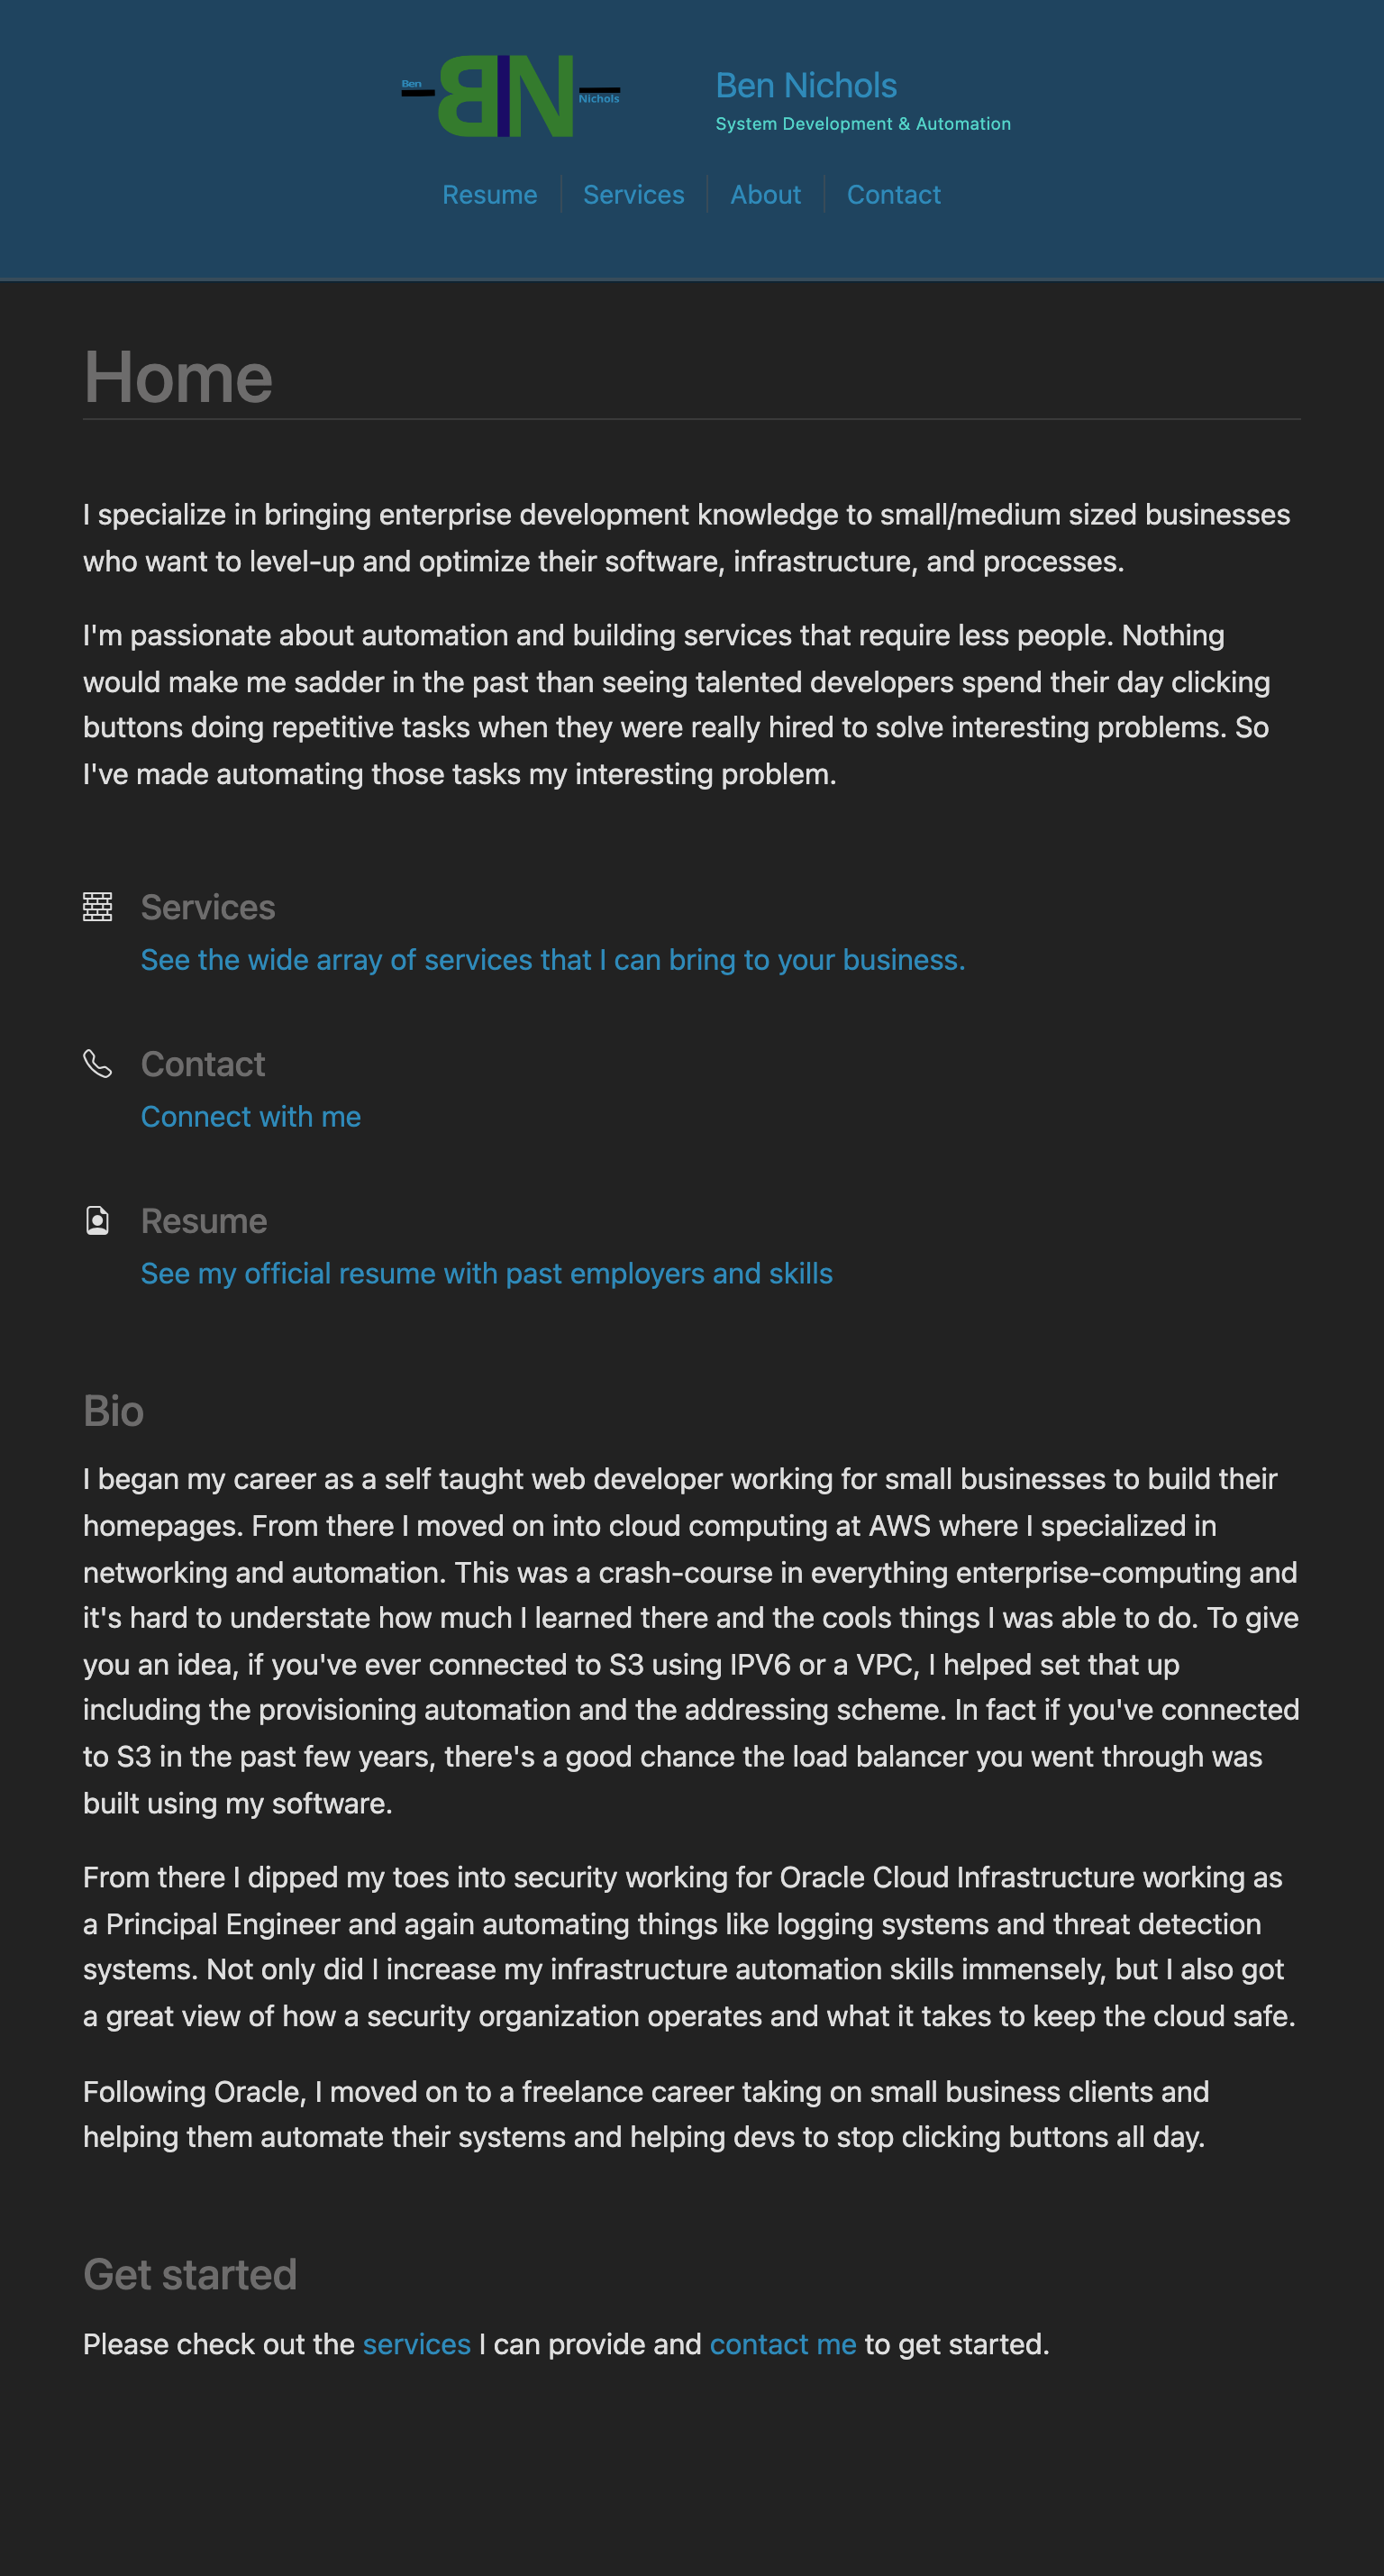 Ben
BN
Nichols
Ben Nichols
System Development & Automation
Resume
Services
About
Contact
Home
I specialize in bringing enterprise development knowledge to small/medium sized businesses
who want to level-up and optimize their software, infrastructure, and processes.
I'm passionate about automation and building services that require less people. Nothing
would make me sadder in the past than seeing talented developers spend their day clicking
buttons doing repetitive tasks when they were really hired to solve interesting problems. So
I've made automating those tasks my interesting problem.
Services
See the wide array of services that I can bring to your business.
Contact
Connect with me
Resume
See my official resume with past employers and skills
Bio
I began my career as a self taught web developer working for small businesses to build their
homepages. From there I moved on into cloud computing at AWS where I specialized in
networking and automation. This was a crash-course in everything enterprise-computing and
it's hard to understate how much I learned there and the cools things I was able to do. To give
you an idea, if you've ever connected to S3 using IPV6 or a VPC, I helped set that up
including the provisioning automation and the addressing scheme. In fact if you've connected
to S3 in the past few years, there's a good chance the load balancer you went through was
built using my software.
From there I dipped my toes into security working for Oracle Cloud Infrastructure working as
a Principal Engineer and again automating things like logging systems and threat detection
systems. Not only did I increase my infrastructure automation skills immensely, but I also got
a great view of how a security organization operates and what it takes to keep the cloud safe.
Following Oracle, I moved on to a freelance career taking on small business clients and
helping them automate their systems and helping devs to stop clicking buttons all day.
Get started
Please check out the services I can provide and contact me to get started.